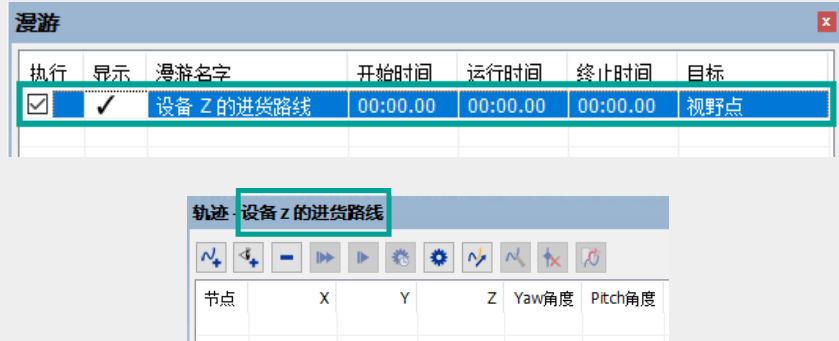 漫游
执行 显示 漫游名字 开始时间 运行时间 终止时间 目标
设备 Z 的进货路线 00:00.00 00:00.00 00:00.00 视野点
轨迹 - 设备 Z 的进货路线
节点 X Y Z Yaw角度 Pitch角度